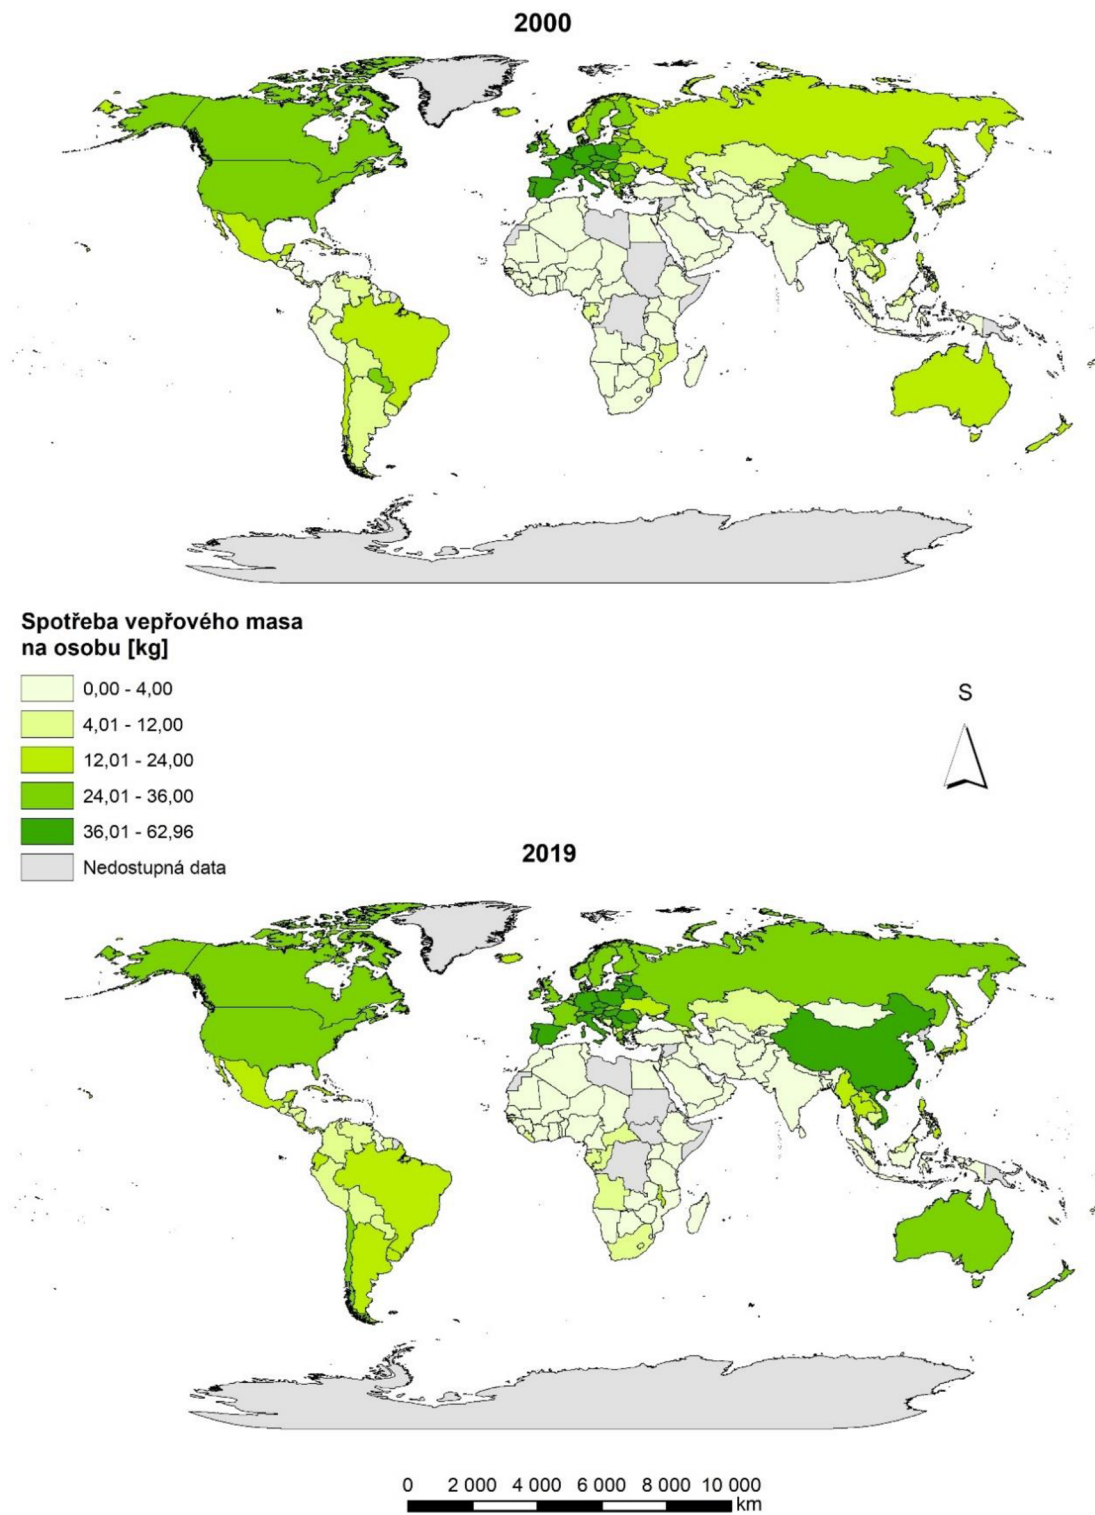 2000
Spotřeba vepřového masa
na osobu [kg]
0,00 - 4,00
4,01 - 12,00
12,01 - 24,00
24,01 - 36,00
36,01 - 62,96
Nedostupná data
S
2019
0 2 000 4 000 6 000 8 000 10 000
km